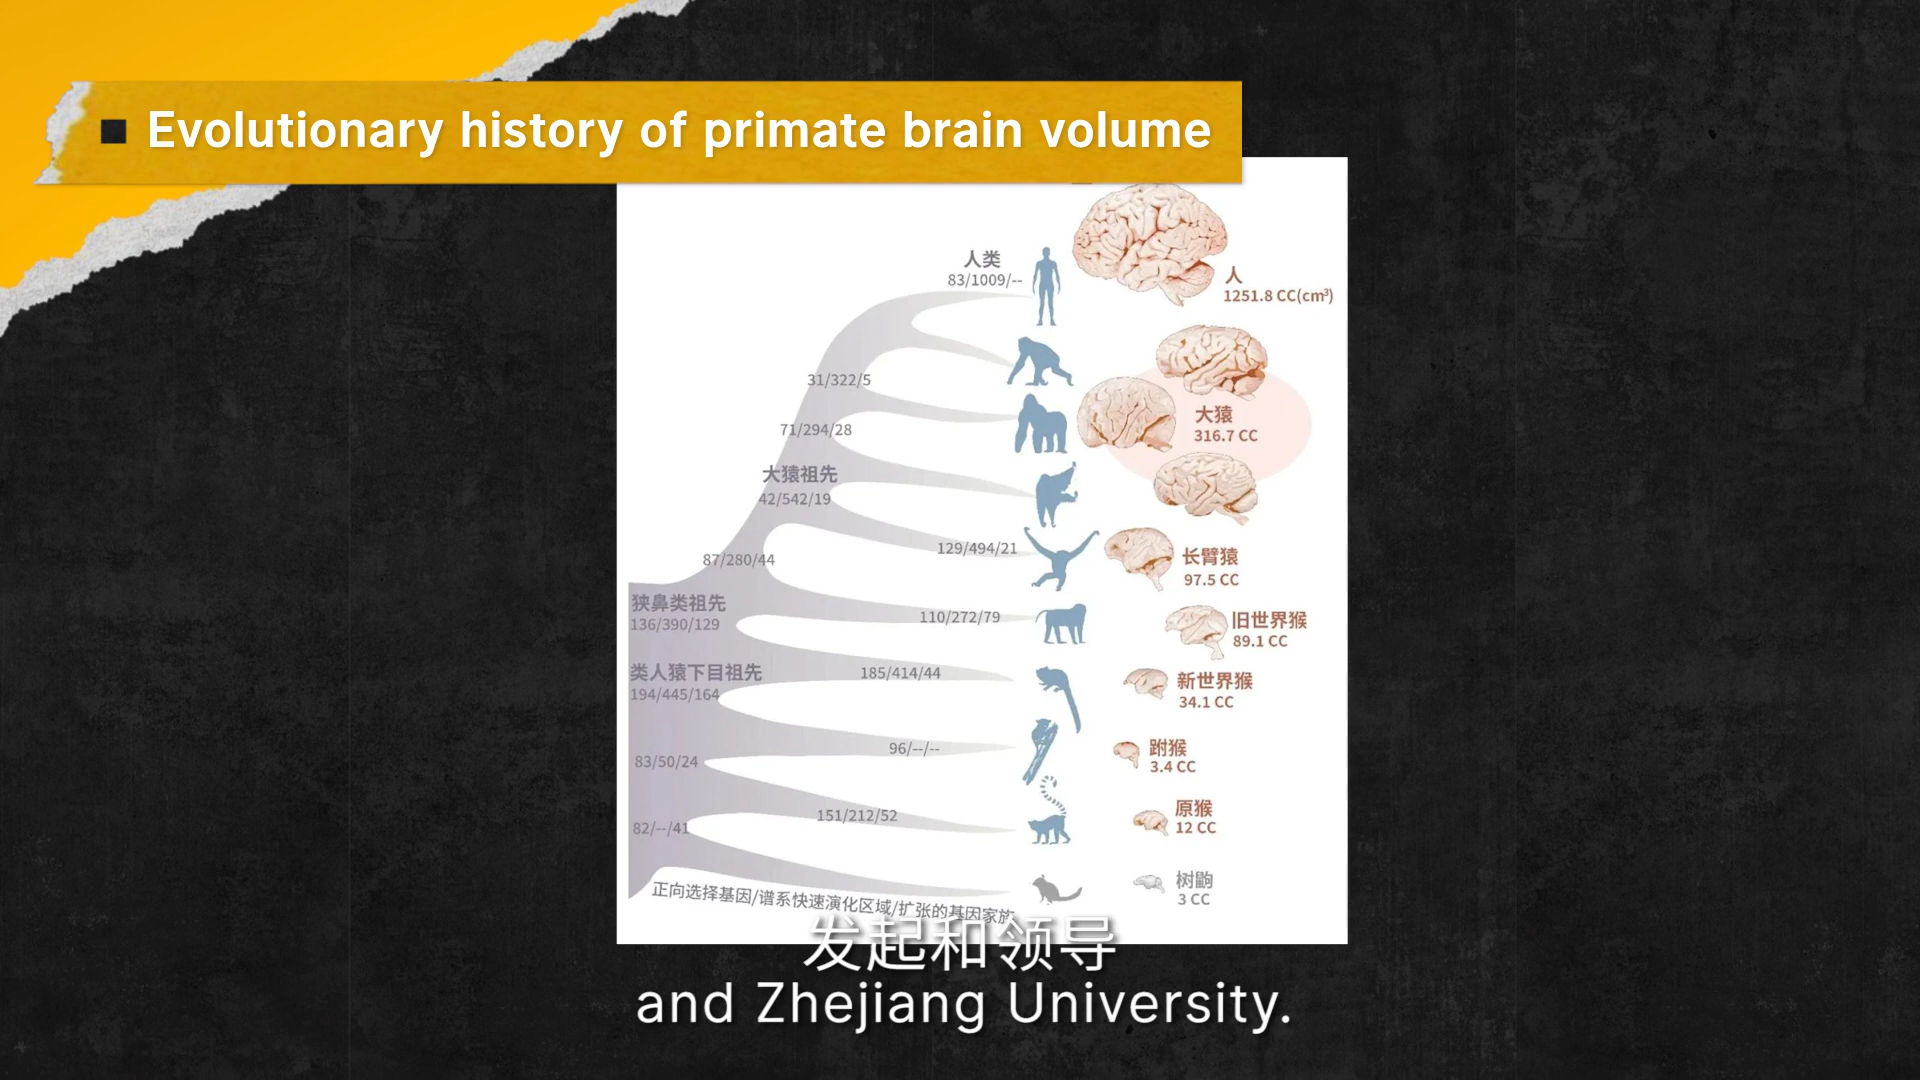 Evolutionary history of primate brain volume
人类
83/1009/--
人
1251.8 CC(cm³)
31/322/5
大猿
316.7 CC
71/294/28
大猿祖先
42/542/19
129/494/21
长臂猿
97.5 CC
87/280/44
狭鼻类祖先
136/390/129
110/272/79
旧世界猴
89.1 CC
类人猿下目祖先
194/445/164
185/414/44
新世界猴
34.1 CC
96/--/--
跗猴
3.4 CC
83/50/24
151/212/52
原猴
12 CC
82/--/41
树鼩
3 CC
正向选择基因/谱系快速演化区域/扩张的基因家族
发起和领导
and Zhejiang University.